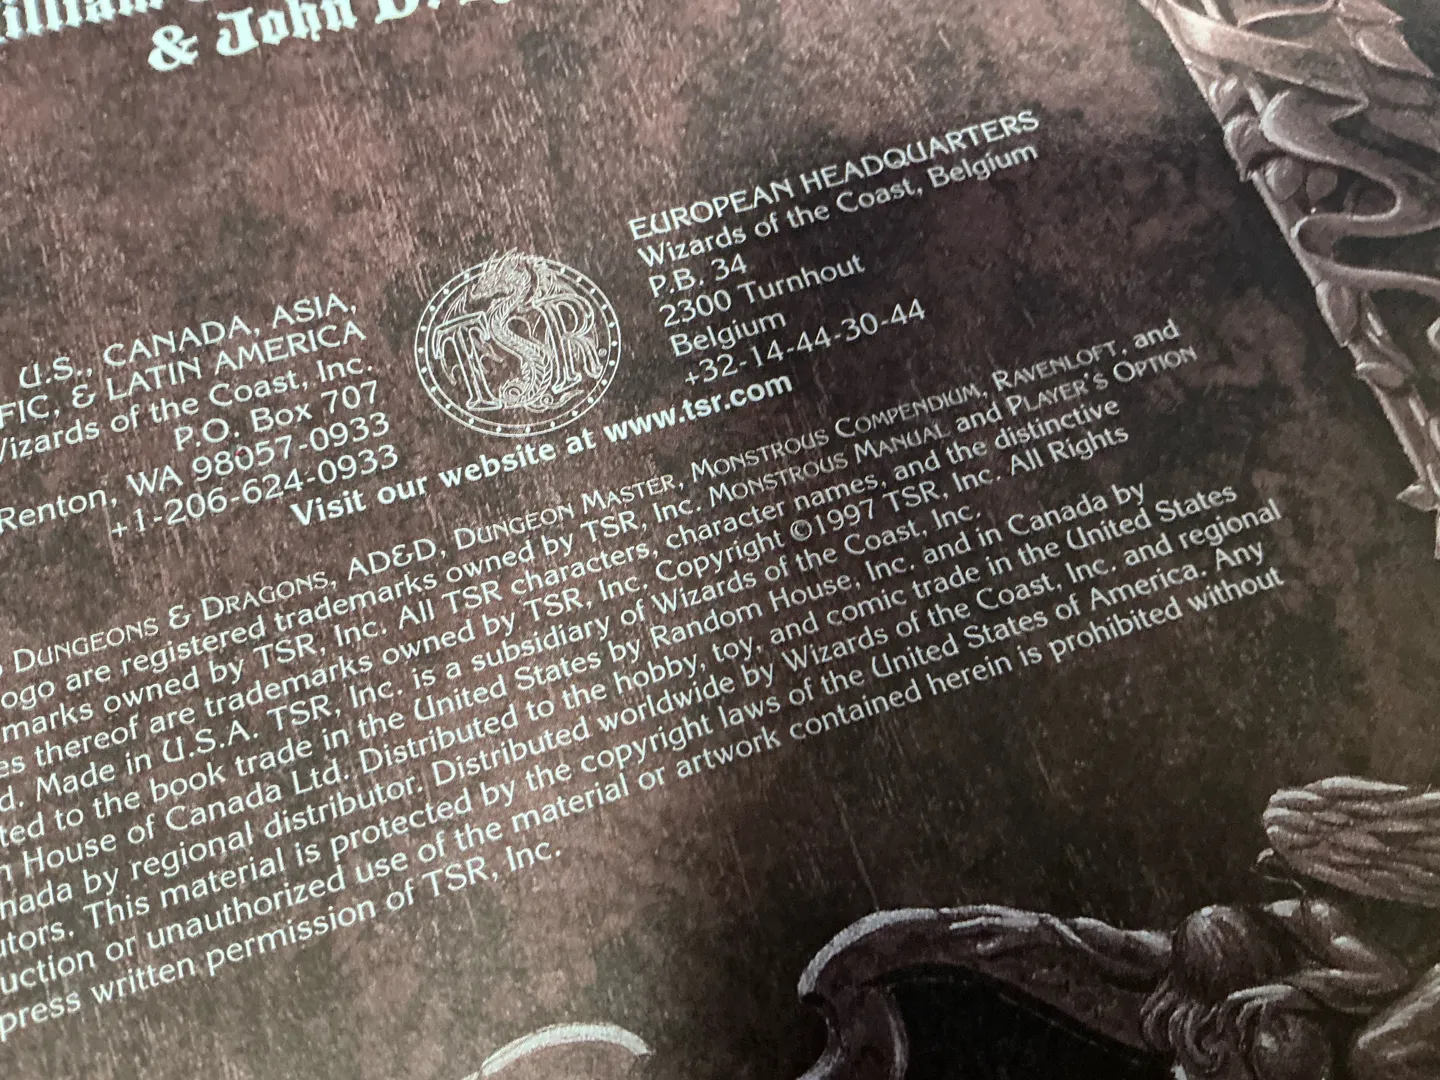 & John D.
U.S., CANADA, ASIA,
& LATIN AMERICA
Wizards of the Coast, Inc.
P.O. Box 707
Renton, WA 98057-0933
+1-206-624-0933
TSR
EUROPEAN HEADQUARTERS
Wizards of the Coast, Belgium
P.B. 34
2300 Turnhout
Belgium
+32-14-44-30-44
Visit our website at www.tsr.com
DUNGEONS & DRAGONS, AD&D, DUNGEON MASTER, MONSTROUS COMPENDIUM, RAVENLOFT, and
ogo are registered trademarks owned by TSR, Inc. MONSTROUS MANUAL and PLAYER'S OPTION
marks owned by TSR, Inc. All TSR characters, character names, and the distinctive
es thereof are trademarks owned by TSR, Inc. Copyright ©1997 TSR, Inc. All Rights
d. Made in U.S.A. TSR, Inc. is a subsidiary of Wizards of the Coast, Inc.
ted to the book trade in the United States by Random House, Inc. and in Canada by
House of Canada Ltd. Distributed to the hobby, toy, and comic trade in the United States
nada by regional distributor. Distributed worldwide by Wizards of the Coast, Inc. and regional
utors. This material is protected by the copyright laws of the United States of America. Any
uction or unauthorized use of the material or artwork contained herein is prohibited without
press written permission of TSR, Inc.